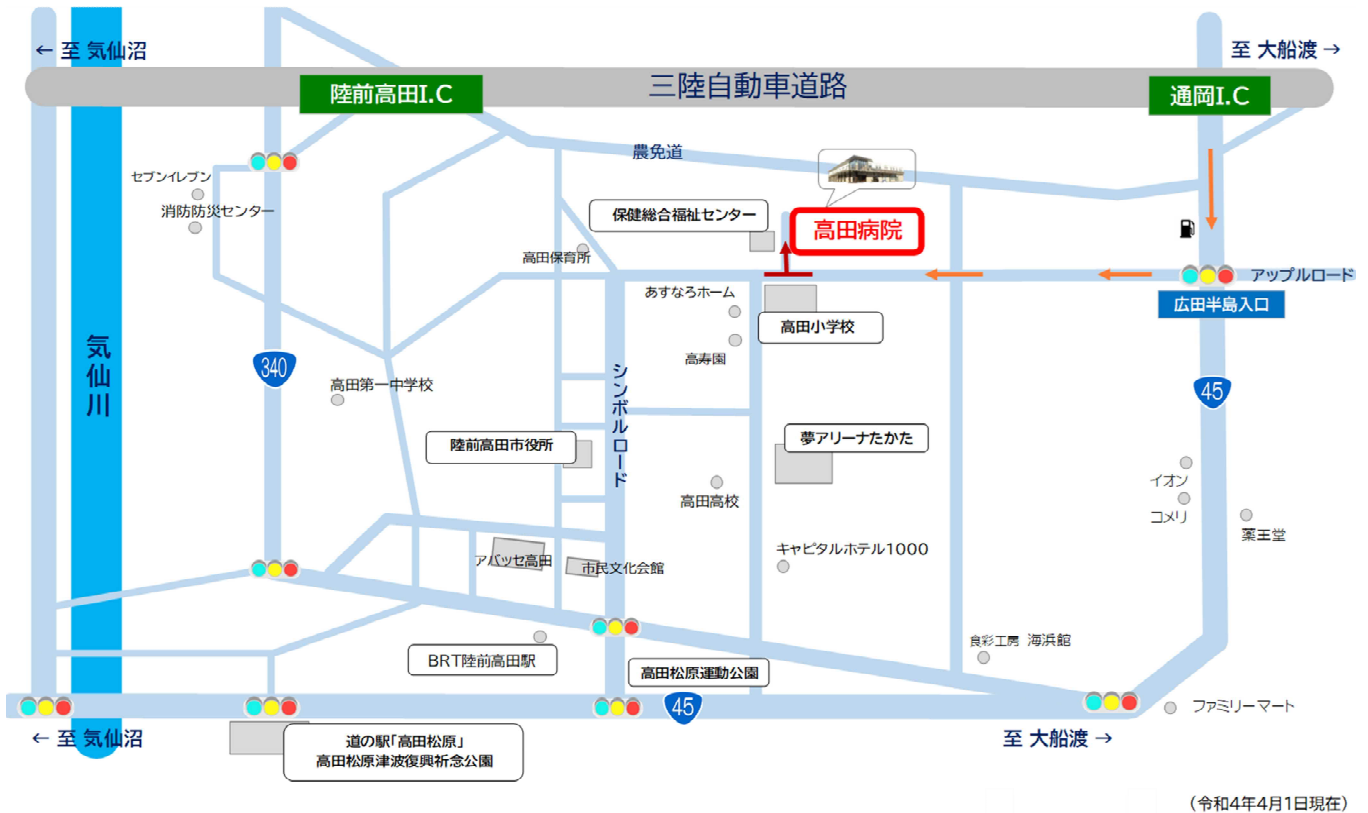 ← 至 気仙沼
至 大船渡 →
三陸自動車道路
陸前高田I.C
通岡I.C
農免道
セブンイレブン
消防防災センター
保健総合福祉センター
高田病院
高田保育所
アップルロード
広田半島入口
あすなろホーム
高田小学校
高寿園
気仙川
340
シンボルロード
高田第一中学校
45
陸前高田市役所
夢アリーナたかた
イオン
高田高校
コメリ
薬王堂
アバッセ高田
市民文化会館
キャピタルホテル1000
食彩工房 海浜館
BRT陸前高田駅
高田松原運動公園
45
ファミリーマート
← 至 気仙沼
至 大船渡 →
道の駅「高田松原」
高田松原津波復興祈念公園
（令和4年4月1日現在）